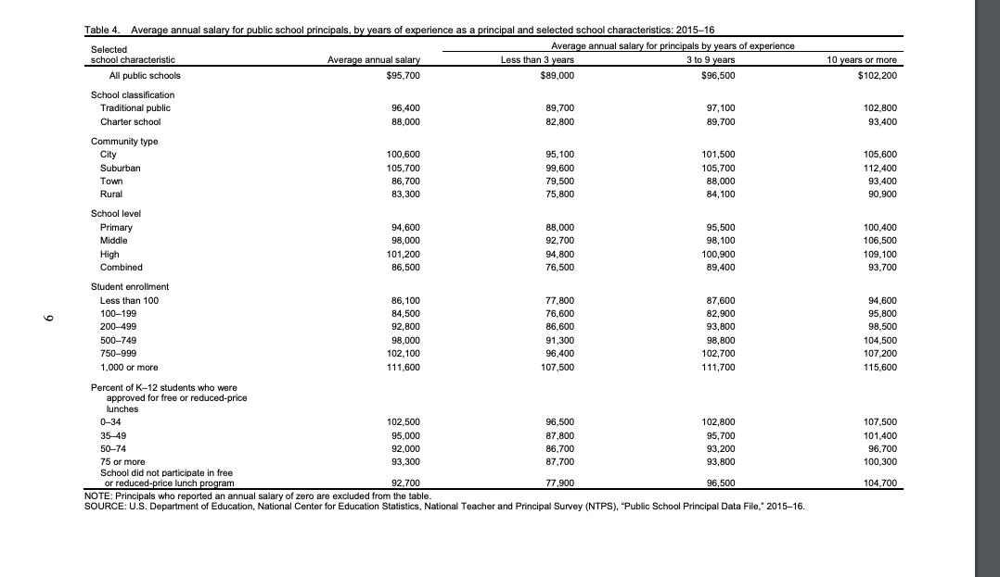 Table 4. Average annual salary for public school principals, by years of experience as a principal and selected school characteristics: 2015–16
Selected Average annual salary for principals by years of experience
school characteristic Average annual salary Less than 3 years 3 to 9 years 10 years or more
All public schools $95,700 $89,000 $96,500 $102,200
School classification
Traditional public 96,400 89,700 97,100 102,800
Charter school 88,000 82,800 89,700 93,400
Community type
City 100,600 95,100 101,500 105,600
Suburban 105,700 99,600 105,700 112,400
Town 86,700 79,500 88,000 93,400
Rural 83,300 75,800 84,100 90,900
School level
Primary 94,600 88,000 95,500 100,400
Middle 98,000 92,700 98,100 106,500
High 101,200 94,800 100,900 109,100
Combined 86,500 76,500 89,400 93,700
Student enrollment
Less than 100 86,100 77,800 87,600 94,600
100–199 84,500 76,600 82,900 95,800
200–499 92,800 86,600 93,800 98,500
500–749 98,000 91,300 98,800 104,500
750–999 102,100 96,400 102,700 107,200
1,000 or more 111,600 107,500 111,700 115,600
Percent of K–12 students who were
approved for free or reduced-price
lunches
0–34 102,500 96,500 102,800 107,500
35–49 95,000 87,800 95,700 101,400
50–74 92,000 86,700 93,200 96,700
75 or more 93,300 87,700 93,800 100,300
School did not participate in free
or reduced-price lunch program 92,700 77,900 96,500 104,700
NOTE: Principals who reported an annual salary of zero are excluded from the table.
SOURCE: U.S. Department of Education, National Center for Education Statistics, National Teacher and Principal Survey (NTPS), “Public School Principal Data File,” 2015–16.
6